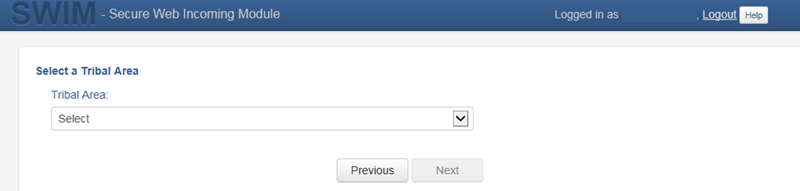 SWIM - Secure Web Incoming Module
Logged in as , Logout Help
Select a Tribal Area
Tribal Area:
Select
Previous Next